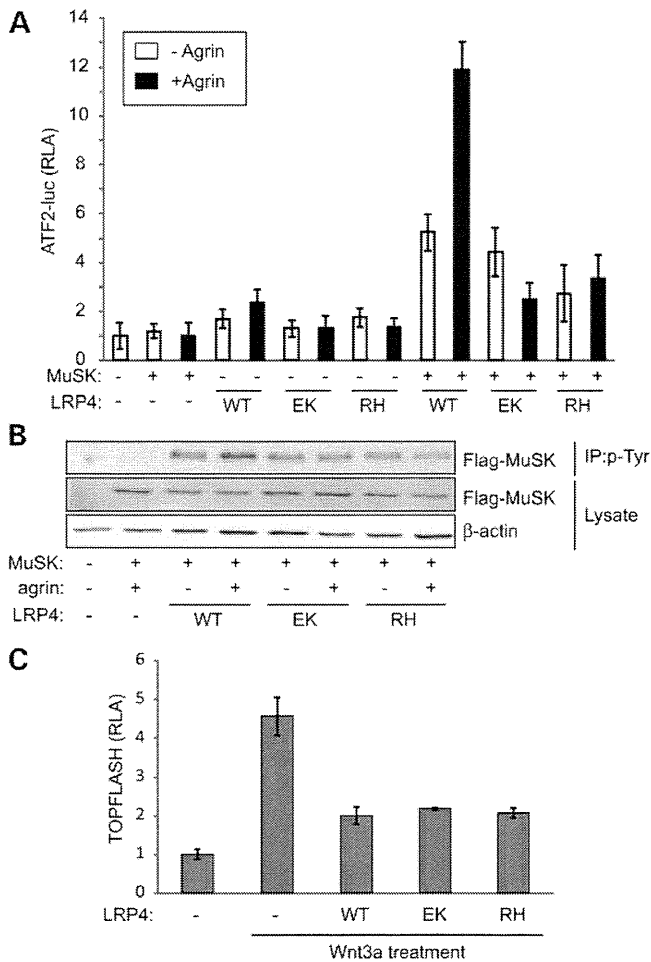 A
14
12
10
8
6
4
2
0
ATF2-luc (RLA)
- Agrin
+Agrin
MuSK: - + + - - - - - - + + + + + +
LRP4: - - - WT EK RH WT EK RH
B
Flag-MuSK IP:p-Tyr
Flag-MuSK
Lysate
β-actin
MuSK: - + + + + + + +
agrin: - + - + - + - +
LRP4: - - WT EK RH
C
6
5
4
3
2
1
0
TOPFLASH (RLA)
LRP4: - - WT EK RH
Wnt3a treatment